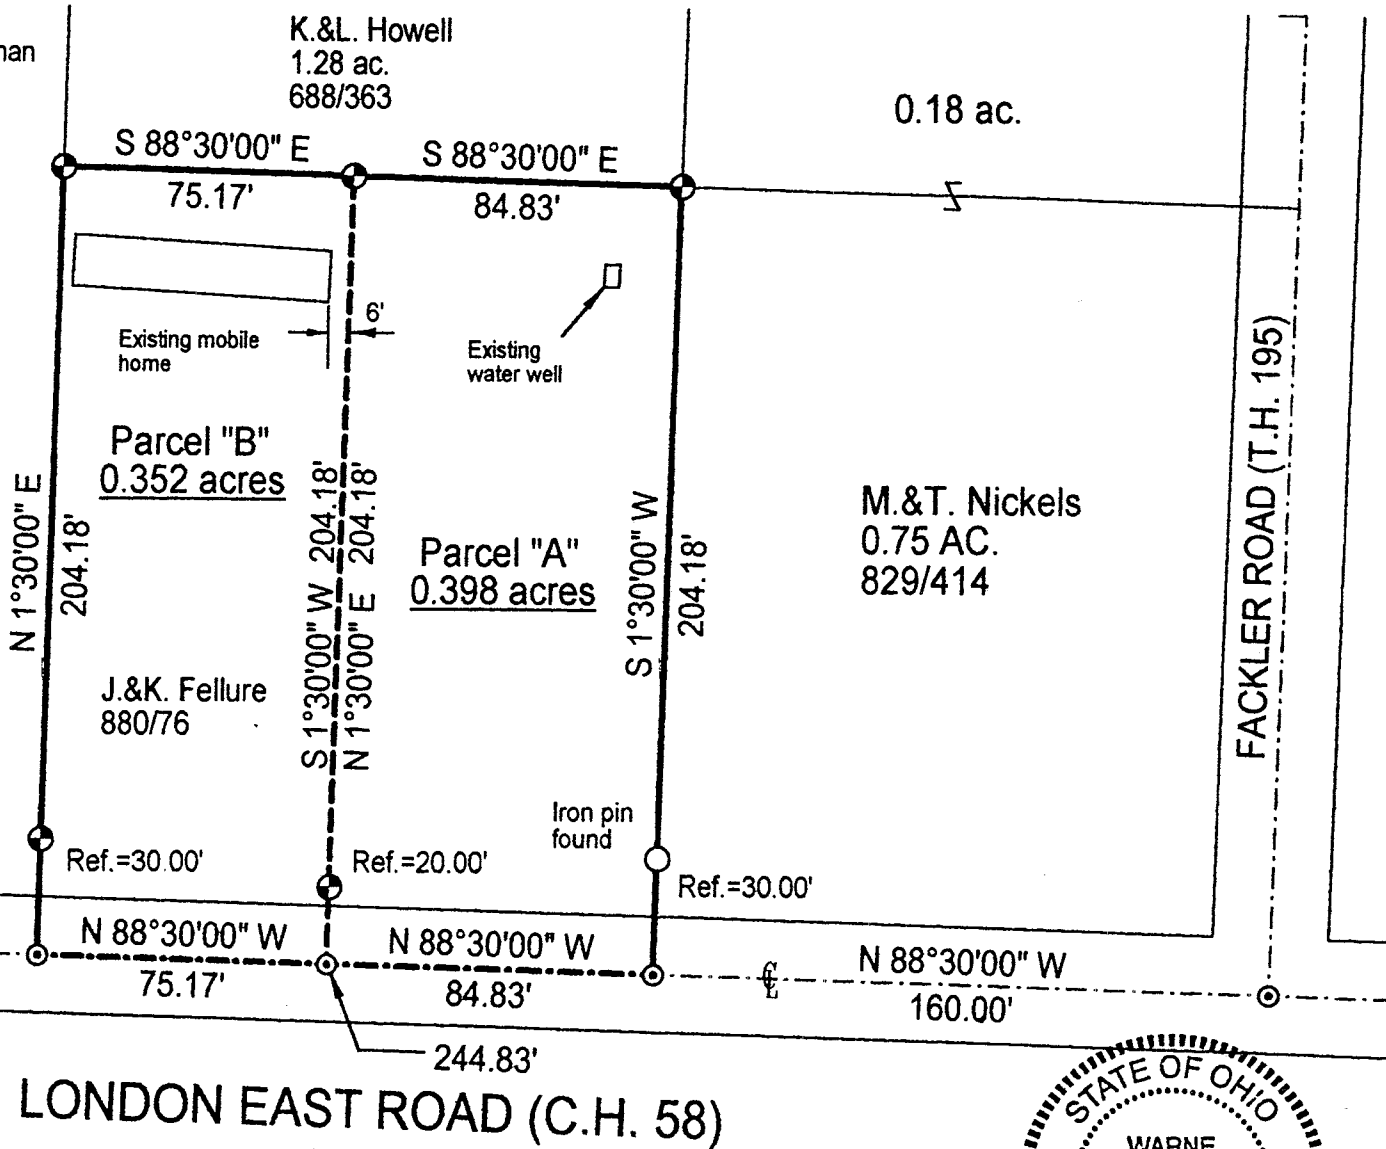 K.&L. Howell
1.28 ac.
688/363
0.18 ac.
S 88°30'00" E
75.17'
S 88°30'00" E
84.83'
6'
Existing mobile
home
Existing
water well
Parcel "B"
0.352 acres
Parcel "A"
0.398 acres
N 1°30'00" E
204.18'
S 1°30'00" W 204.18'
N 1°30'00" E 204.18'
S 1°30'00" W
204.18'
M.&T. Nickels
0.75 AC.
829/414
FACKLER ROAD (T.H. 195)
J.&K. Fellure
880/76
Iron pin
found
Ref.=30.00'
Ref.=20.00'
Ref.=30.00'
N 88°30'00" W
75.17'
N 88°30'00" W
84.83'
CL
N 88°30'00" W
160.00'
244.83'
LONDON EAST ROAD (C.H. 58)
STATE OF OHIO
WARNE